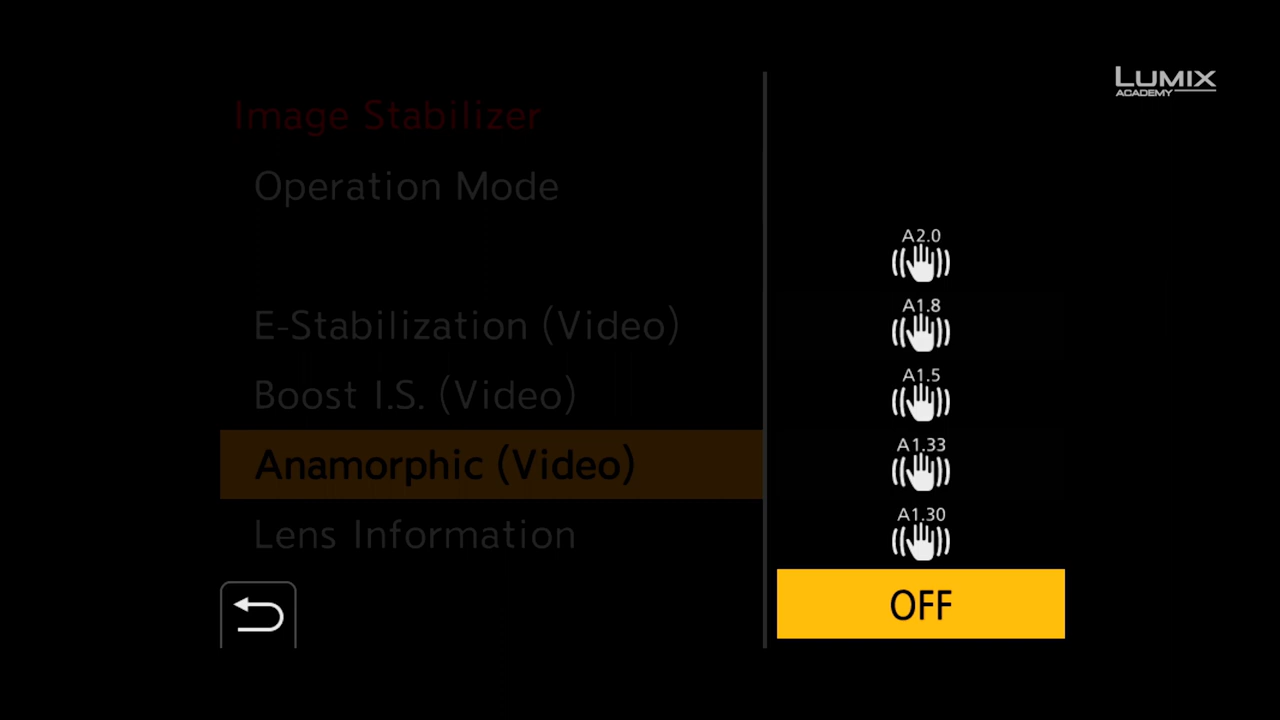 LUMIX
ACADEMY
Image Stabilizer
Operation Mode
E-Stabilization (Video)
Boost I.S. (Video)
Anamorphic (Video)
Lens Information
A2.0
A1.8
A1.5
A1.33
A1.30
OFF